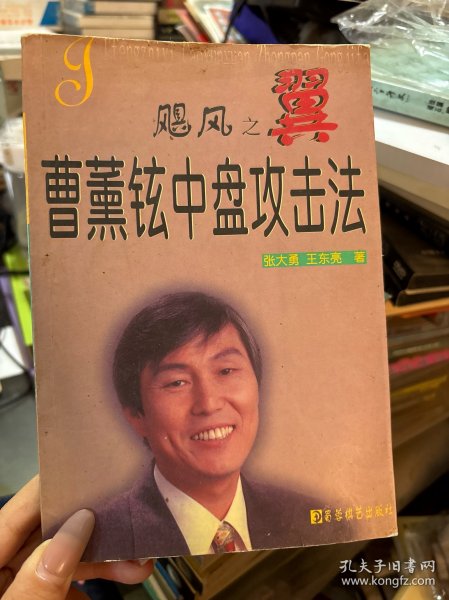 飓风之翼
曹薰铉中盘攻击法
张大勇 王东亮 著
蜀蓉棋艺出版社
孔夫子旧书网
www.kongfz.com